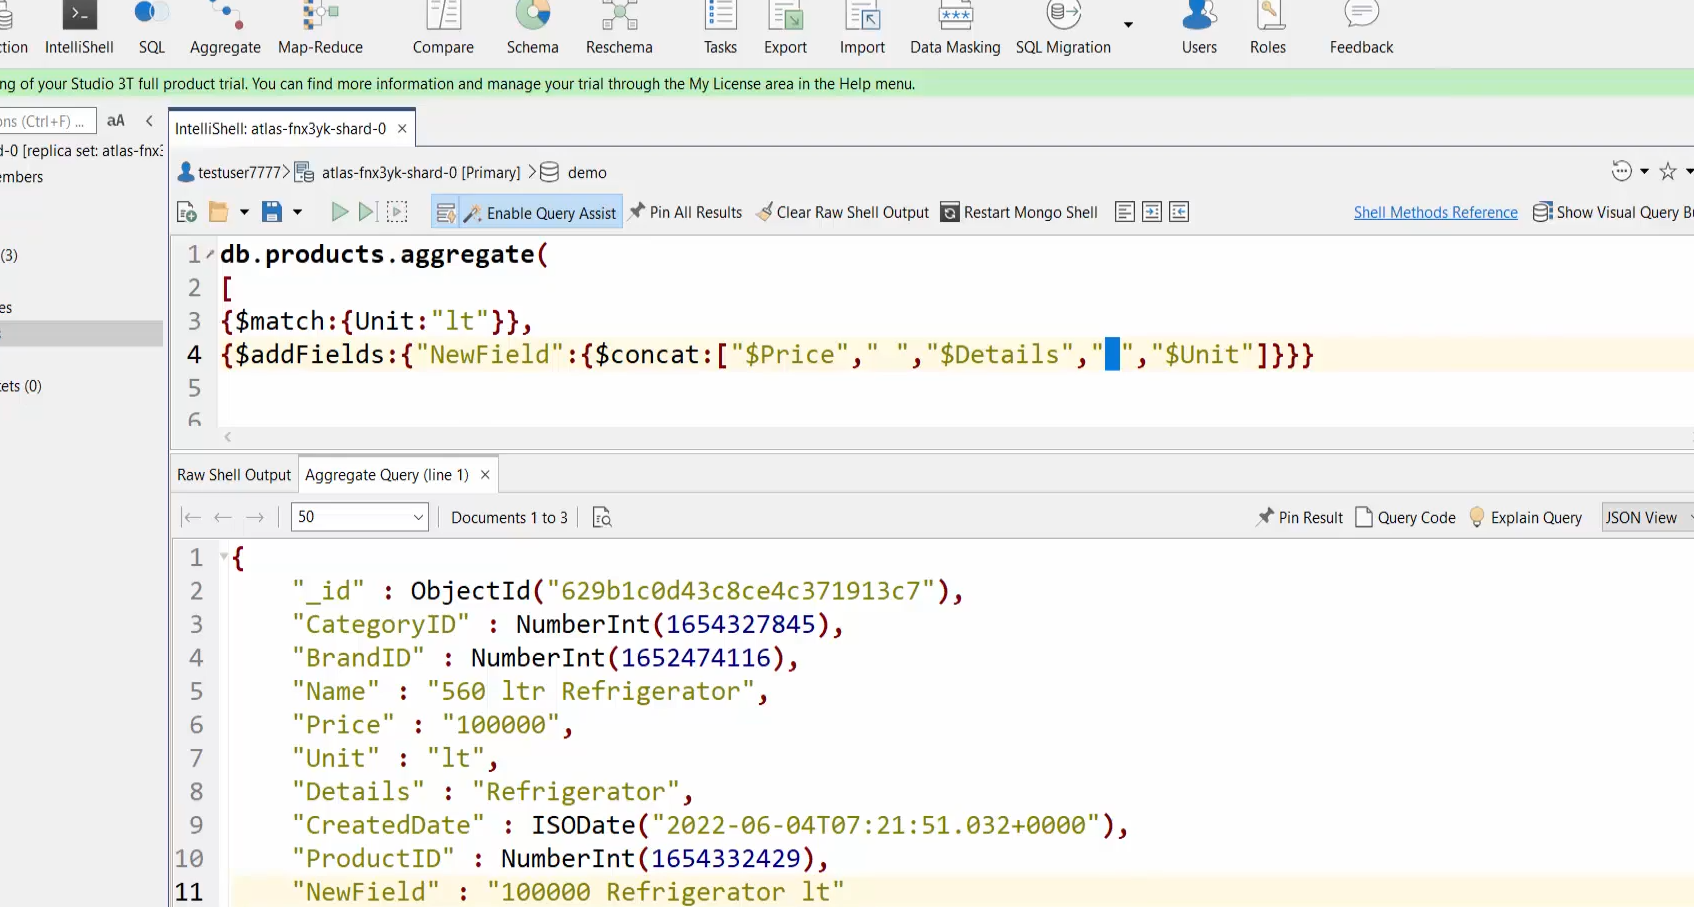 ction IntelliShell SQL Aggregate Map-Reduce Compare Schema Reschema Tasks Export Import Data Masking SQL Migration Users Roles Feedback
ng of your Studio 3T full product trial. You can find more information and manage your trial through the My License area in the Help menu.
ons (Ctrl+F) ... aA
IntelliShell: atlas-fnx3yk-shard-0 ×
d-0 [replica set: atlas-fnx3
embers
testuser7777 atlas-fnx3yk-shard-0 [Primary] demo
Enable Query Assist Pin All Results Clear Raw Shell Output Restart Mongo Shell Shell Methods Reference Show Visual Query Bu
(3)
es
s
ets (0)
1 db.products.aggregate(
2 [
3 {$match:{Unit:"lt"}},
4 {$addFields:{"NewField":{$concat:["$Price"," ","$Details"," ","$Unit"]}}}
5
6
Raw Shell Output Aggregate Query (line 1) ×
50 Documents 1 to 3 Pin Result Query Code Explain Query JSON View
1 {
2 "_id" : ObjectId("629b1c0d43c8ce4c371913c7"),
3 "CategoryID" : NumberInt(1654327845),
4 "BrandID" : NumberInt(1652474116),
5 "Name" : "560 ltr Refrigerator",
6 "Price" : "100000",
7 "Unit" : "lt",
8 "Details" : "Refrigerator",
9 "CreatedDate" : ISODate("2022-06-04T07:21:51.032+0000"),
10 "ProductID" : NumberInt(1654332429),
11 "NewField" : "100000 Refrigerator lt"